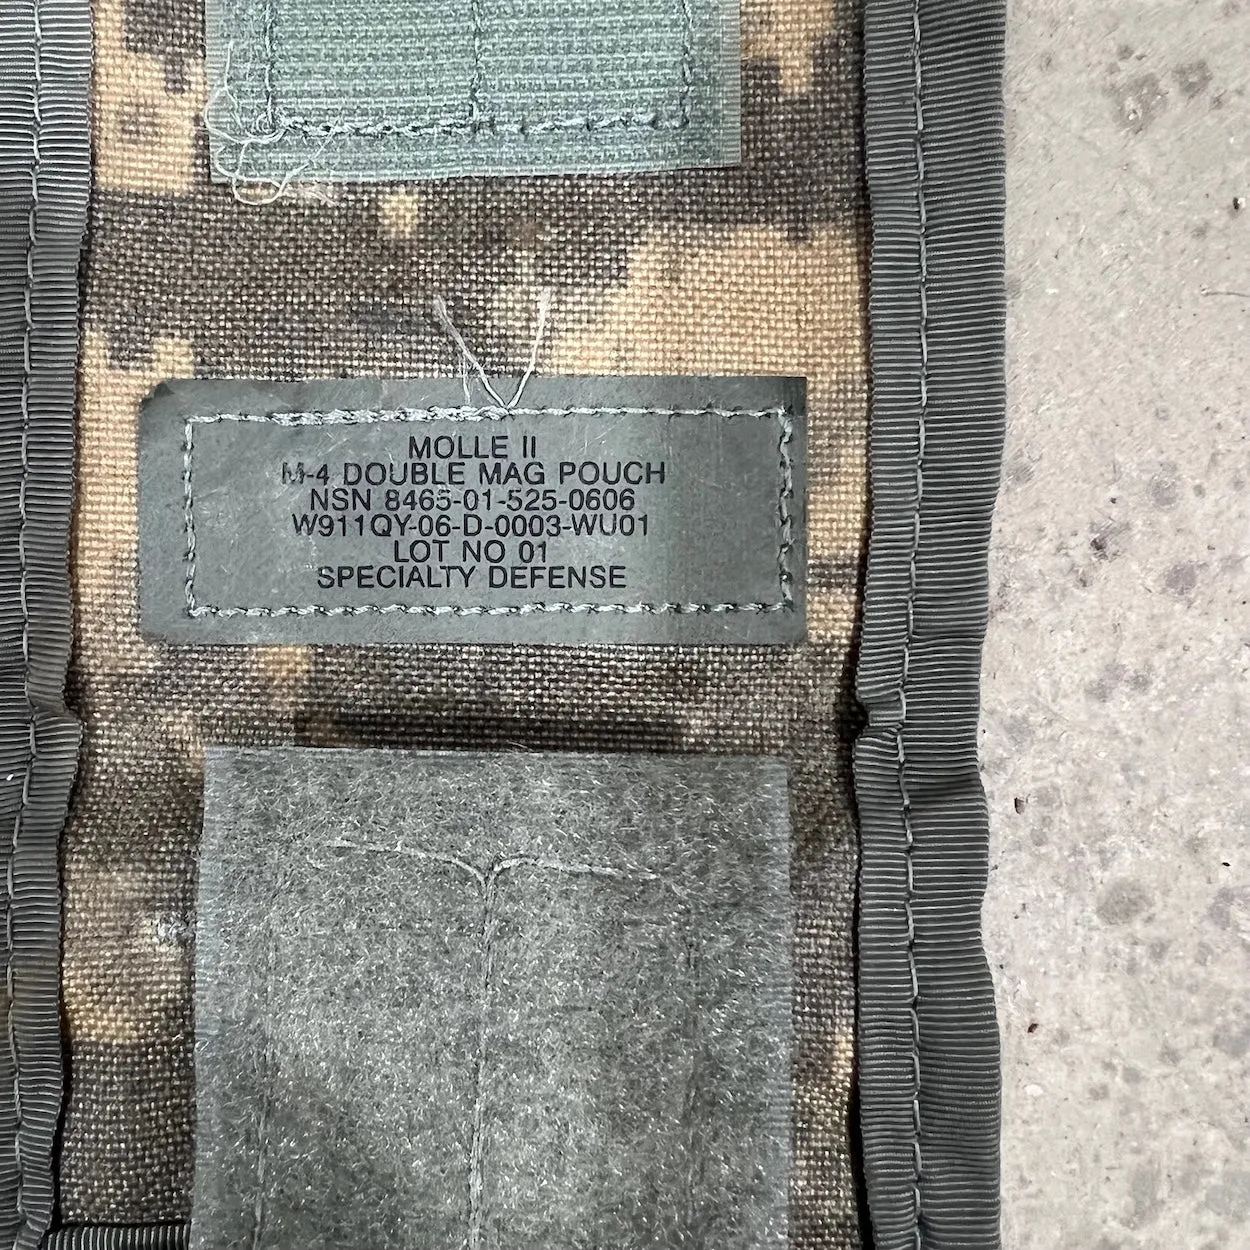 MOLLE II
M-4 DOUBLE MAG POUCH
NSN 8465-01-525-0606
W911QY-06-D-0003-WU01
LOT NO 01
SPECIALTY DEFENSE